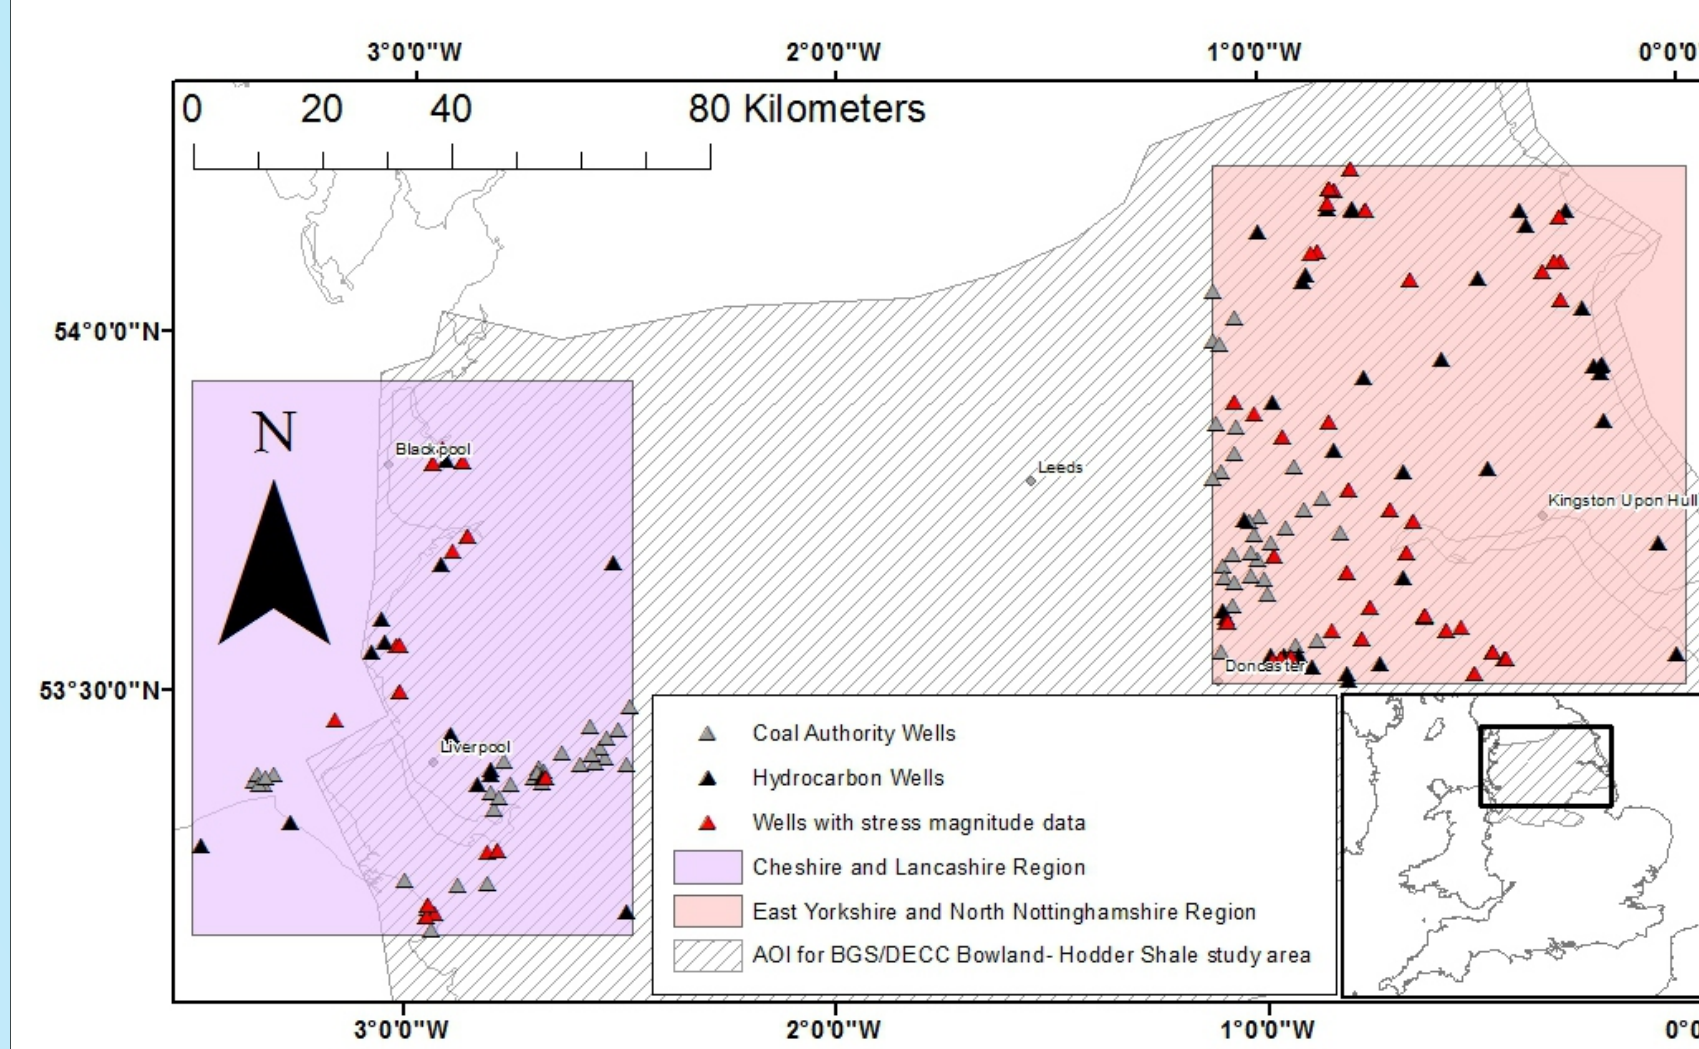 3°0'0"W 2°0'0"W 1°0'0"W 0°0'0
0 20 40 80 Kilometers
54°0'0"N
N
Blackpool
Leeds
Kingston Upon Hull
53°30'0"N
Doncaster
Liverpool
Coal Authority Wells
Hydrocarbon Wells
Wells with stress magnitude data
Cheshire and Lancashire Region
East Yorkshire and North Nottinghamshire Region
AOI for BGS/DECC Bowland- Hodder Shale study area
3°0'0"W 2°0'0"W 1°0'0"W 0°0